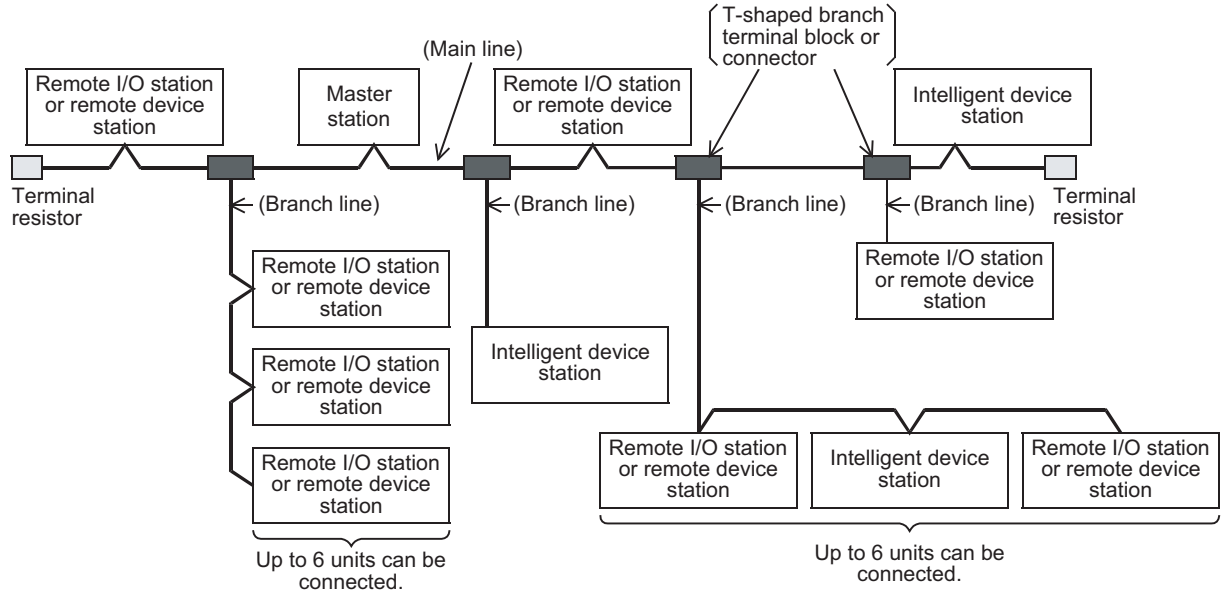 T-shaped branch
terminal block or
connector
(Main line)
Remote I/O station
or remote device
station
Master
station
Remote I/O station
or remote device
station
Intelligent device
station
Terminal
resistor
(Branch line)
(Branch line)
(Branch line)
(Branch line)
Terminal
resistor
Remote I/O station
or remote device
station
Remote I/O station
or remote device
station
Remote I/O station
or remote device
station
Up to 6 units can be
connected.
Intelligent device
station
Remote I/O station
or remote device
station
Remote I/O station
or remote device
station
Intelligent device
station
Remote I/O station
or remote device
station
Up to 6 units can be
connected.